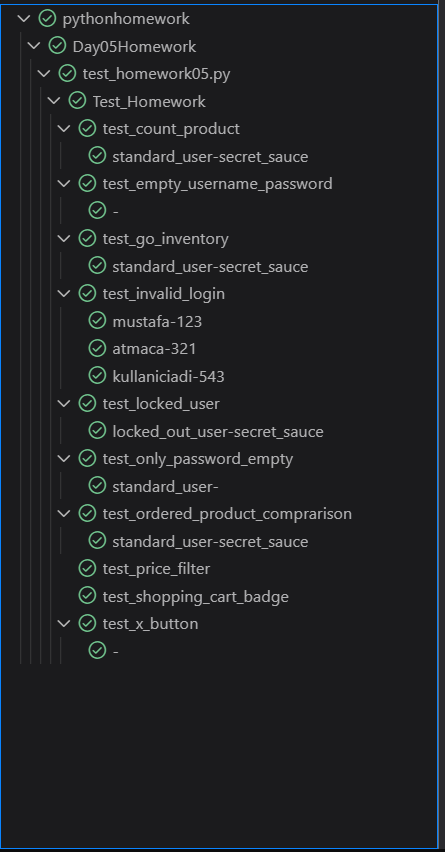 pythonhomework
Day05Homework
test_homework05.py
Test_Homework
test_count_product
standard_user-secret_sauce
test_empty_username_password
-
test_go_inventory
standard_user-secret_sauce
test_invalid_login
mustafa-123
atmaca-321
kullaniciadi-543
test_locked_user
locked_out_user-secret_sauce
test_only_password_empty
standard_user-
test_ordered_product_comprarison
standard_user-secret_sauce
test_price_filter
test_shopping_cart_badge
test_x_button
-